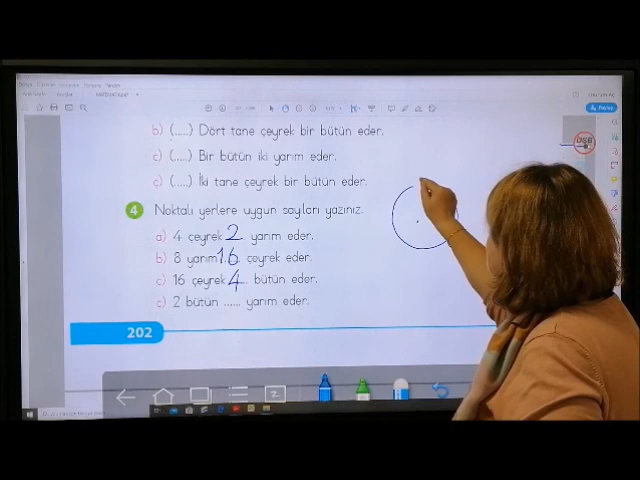 b) (.....) Dört tane çeyrek bir bütün eder.
c) (.....) Bir bütün iki yarım eder.
ç) (.....) İki tane çeyrek bir bütün eder.
4 Noktalı yerlere uygun sayları yazınız.
a) 4 çeyrek 2 yarım eder.
b) 8 yarım 16 çeyrek eder.
c) 16 çeyrek 4 bütün eder.
ç) 2 bütün ...... yarım eder.
202